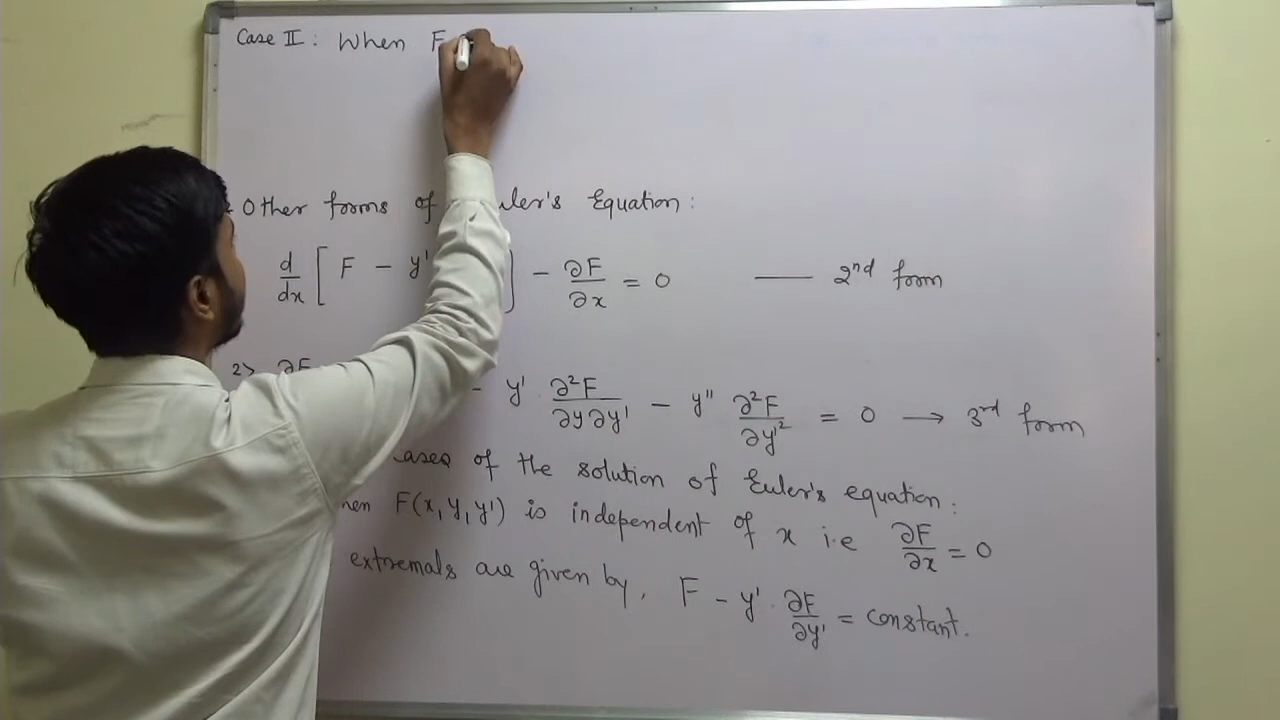 Case II : When F
Other forms of Euler's Equation :
d/dx [ F - y' ] - ∂F/∂x = 0 —— 2nd form
2> ∂F - y' ∂²F/∂y∂y' - y'' ∂²F/∂y'² = 0 → 3rd form
ases of the solution of Euler's equation :
hen F(x, y, y') is independent of x i.e ∂F/∂x = 0
extremals are given by, F - y' · ∂F/∂y' = constant.